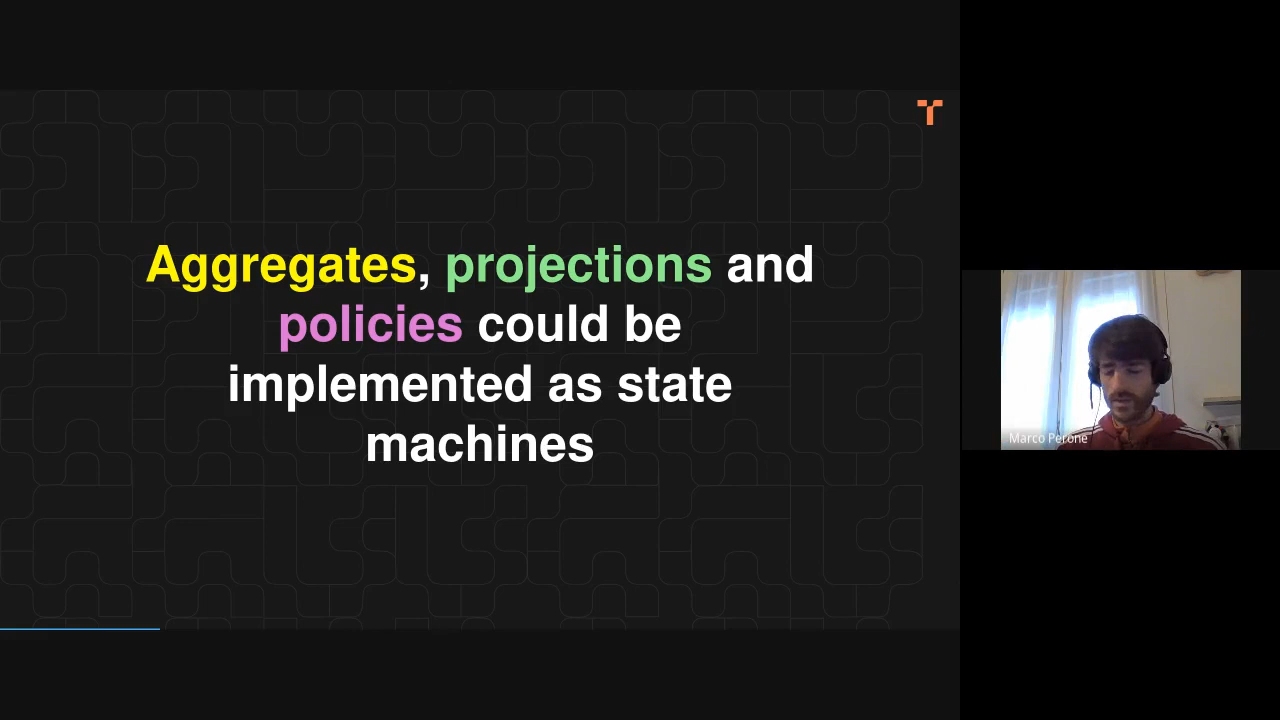 Aggregates, projections and
policies could be
implemented as state
machines
Marco Perone